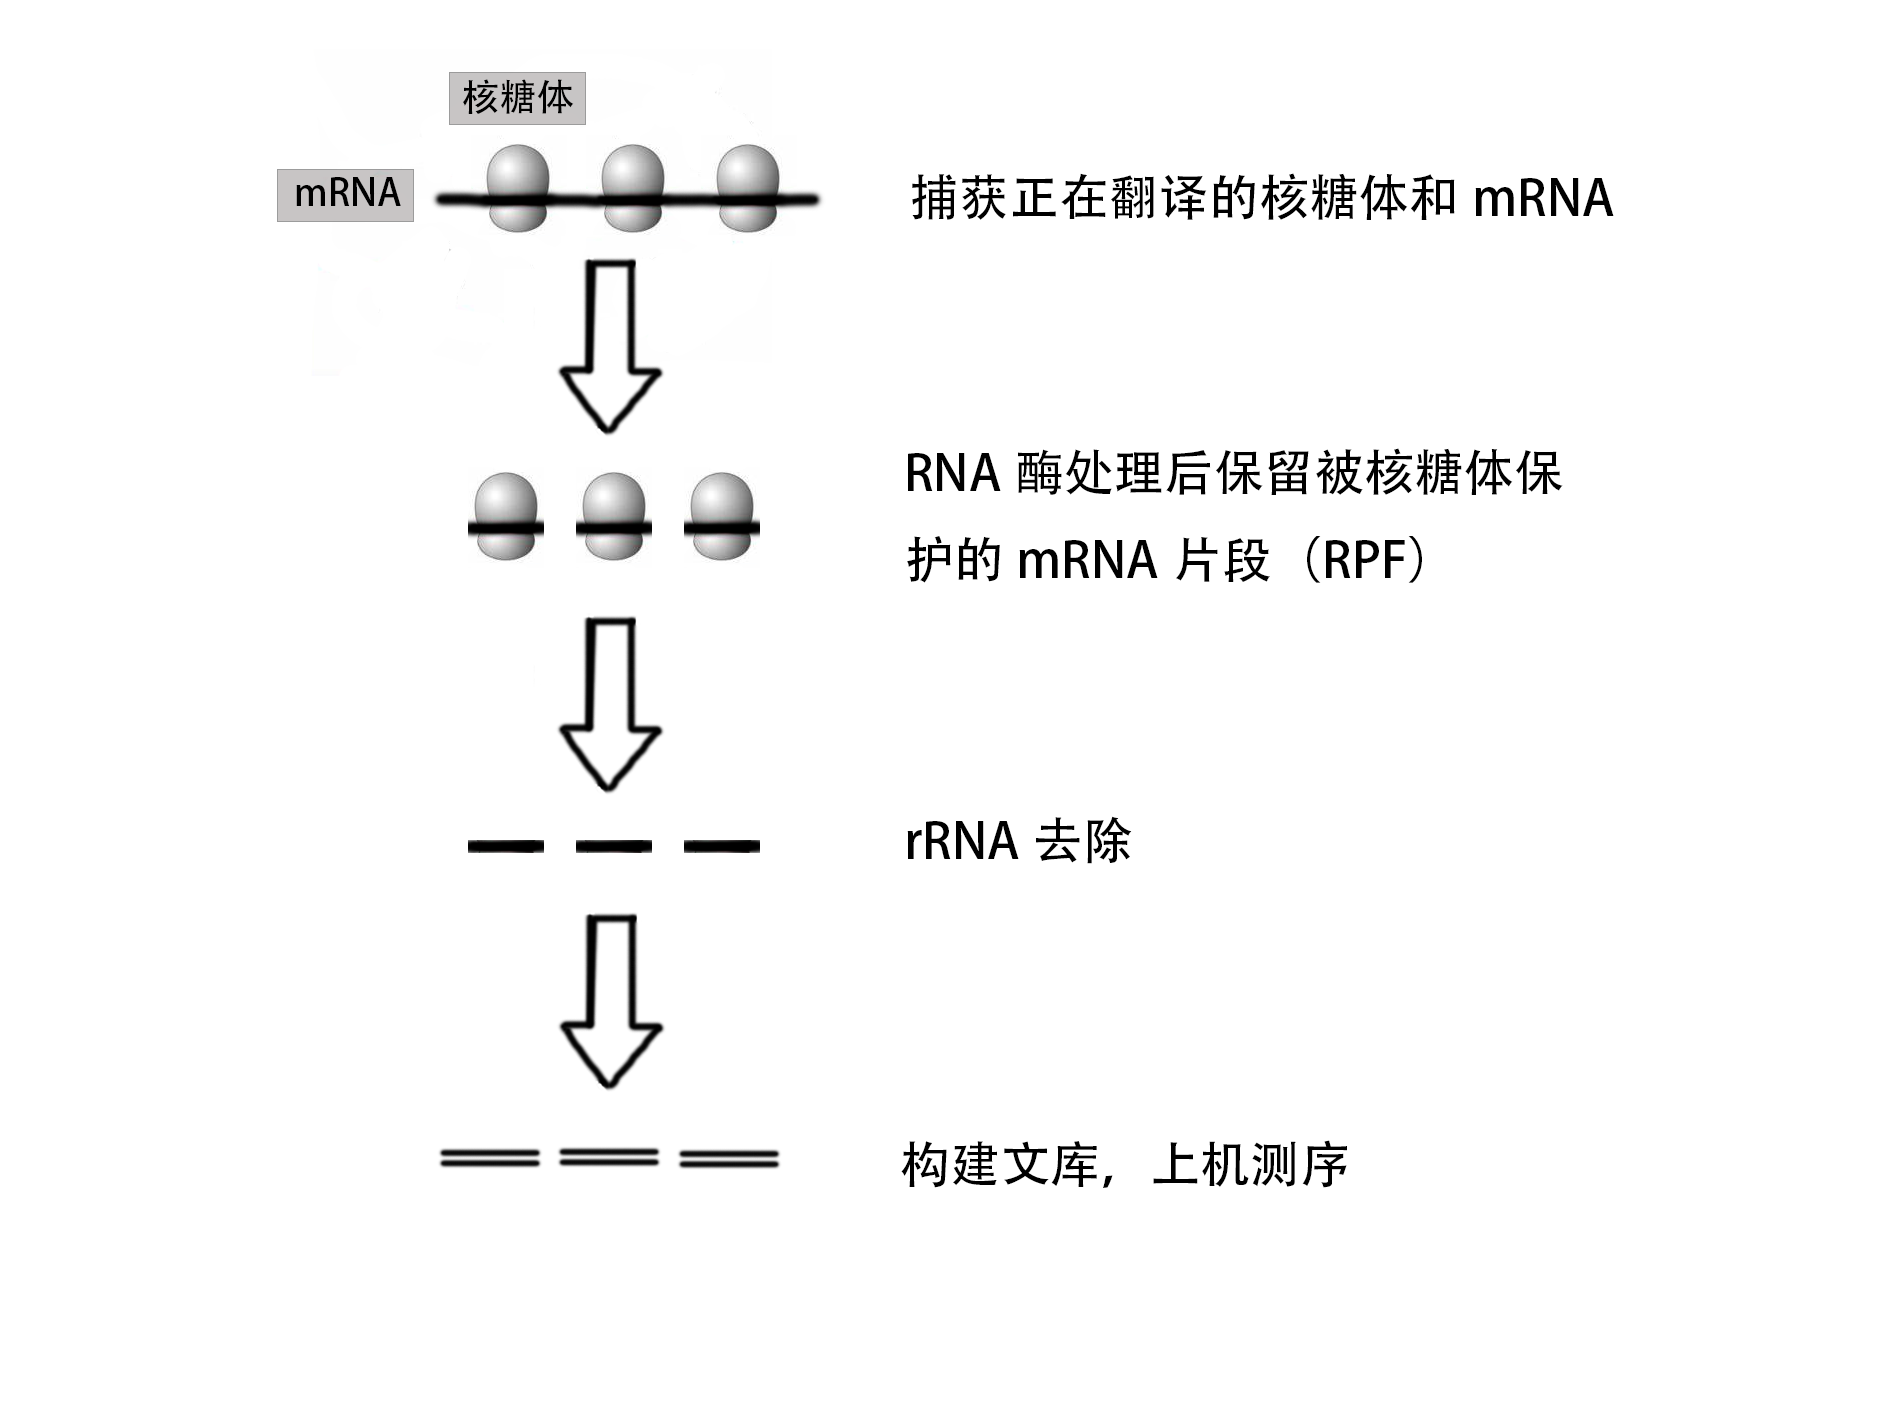 核糖体
mRNA
捕获正在翻译的核糖体和 mRNA
RNA 酶处理后保留被核糖体保
护的 mRNA 片段（RPF）
rRNA 去除
构建文库，上机测序